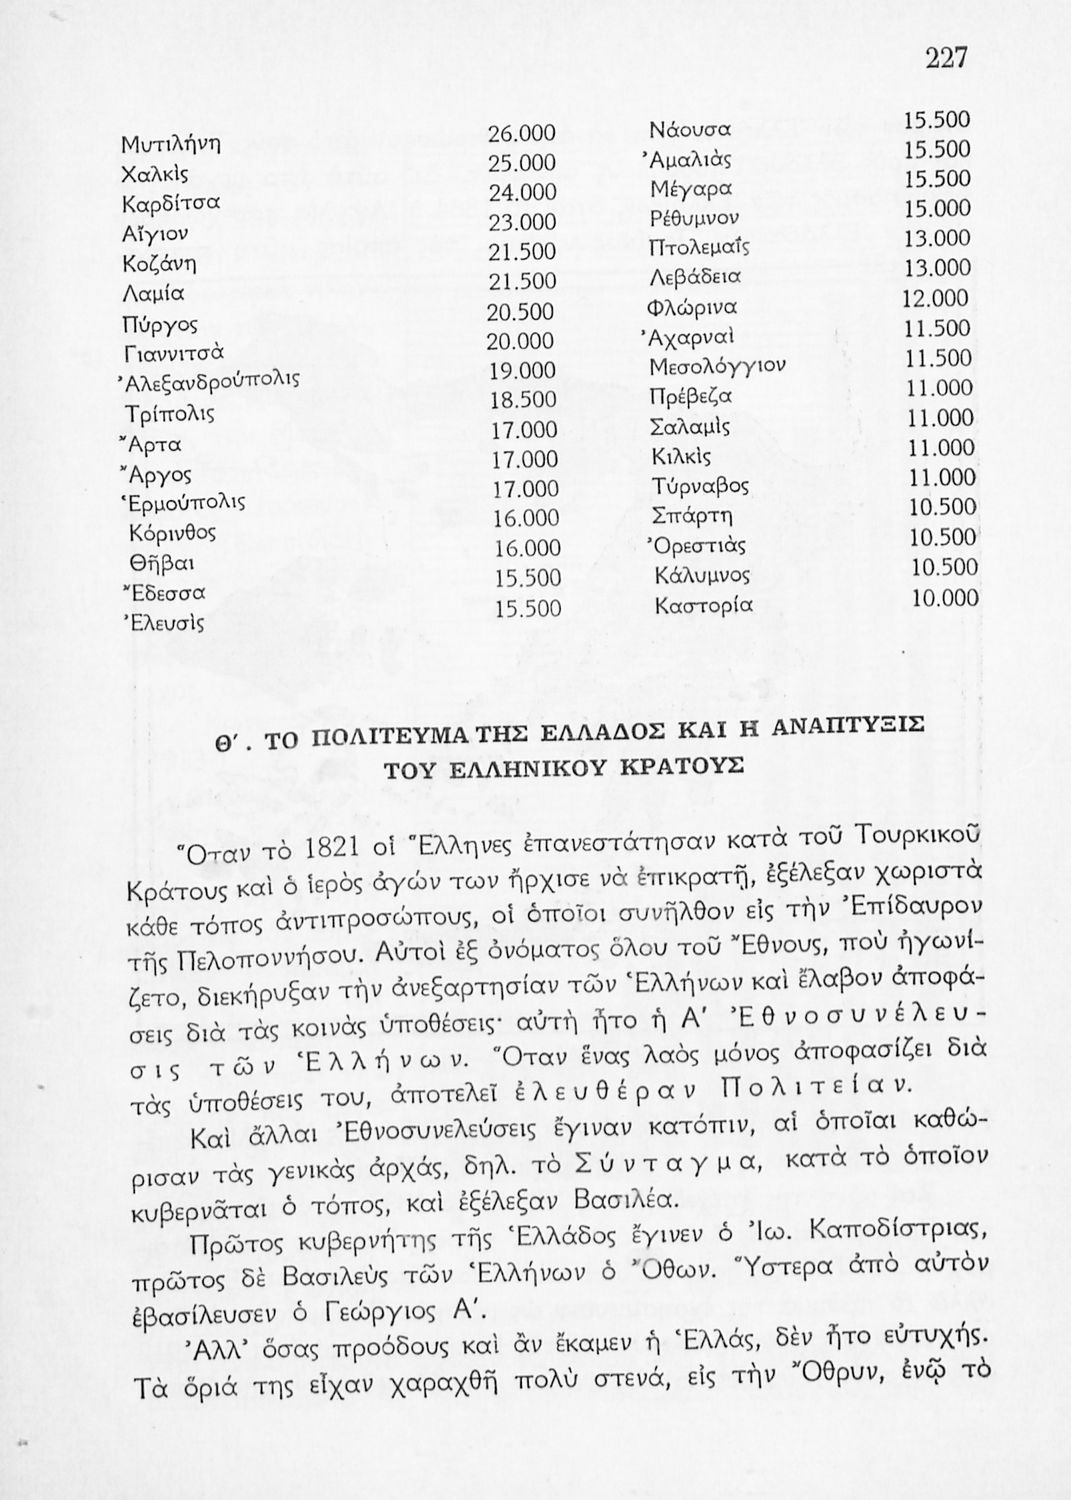 227
Μυτιλήνη 26.000
Χαλκὶς 25.000
Καρδίτσα 24.000
Αἴγιον 23.000
Κοζάνη 21.500
Λαμία 21.500
Πύργος 20.500
Γιαννιτσὰ 20.000
Ἀλεξανδρούπολις 19.000
Τρίπολις 18.500
Ἄρτα 17.000
Ἄργος 17.000
Ἑρμούπολις 17.000
Κόρινθος 16.000
Θῆβαι 16.000
Ἔδεσσα 15.500
Ἐλευσὶς 15.500
Νάουσα 15.500
Ἀμαλιὰς 15.500
Μέγαρα 15.500
Ρέθυμνον 15.000
Πτολεμαΐς 13.000
Λεβάδεια 13.000
Φλώρινα 12.000
Ἀχαρναὶ 11.500
Μεσολόγγιον 11.500
Πρέβεζα 11.000
Σαλαμὶς 11.000
Κιλκὶς 11.000
Τύρναβος 11.000
Σπάρτη 10.500
Ὀρεστιὰς 10.500
Κάλυμνος 10.500
Καστορία 10.000
Θ΄. ΤΟ ΠΟΛΙΤΕΥΜΑ ΤΗΣ ΕΛΛΑΔΟΣ ΚΑΙ Η ΑΝΑΠΤΥΞΙΣ
ΤΟΥ ΕΛΛΗΝΙΚΟΥ ΚΡΑΤΟΥΣ
Ὅταν τὸ 1821 οἱ Ἕλληνες ἐπανεστάτησαν κατὰ τοῦ Τουρκικοῦ
Κράτους καὶ ὁ ἱερὸς ἀγών των ἤρχισε νὰ ἐπικρατῇ, ἐξέλεξαν χωριστὰ
κάθε τόπος ἀντιπροσώπους, οἱ ὁποῖοι συνῆλθον εἰς τὴν Ἐπίδαυρον
τῆς Πελοποννήσου. Αὐτοὶ ἐξ ὀνόματος ὅλου τοῦ Ἔθνους, ποὺ ἠγωνί-
ζετο, διεκήρυξαν τὴν ἀνεξαρτησίαν τῶν Ἑλλήνων καὶ ἔλαβον ἀποφά-
σεις διὰ τὰς κοινὰς ὑποθέσεις· αὐτὴ ἦτο ἡ Α΄ Ἐθνοσυνέλευ-
σις τῶν Ἑλλήνων. Ὅταν ἕνας λαὸς μόνος ἀποφασίζει διὰ
τὰς ὑποθέσεις του, ἀποτελεῖ ἐλευθέραν Πολιτείαν.
Καὶ ἄλλαι Ἐθνοσυνελεύσεις ἔγιναν κατόπιν, αἱ ὁποῖαι καθώ-
ρισαν τὰς γενικὰς ἀρχάς, δηλ. τὸ Σύνταγμα, κατὰ τὸ ὁποῖον
κυβερνᾶται ὁ τόπος, καὶ ἐξέλεξαν Βασιλέα.
Πρῶτος κυβερνήτης τῆς Ἑλλάδος ἔγινεν ὁ Ἰω. Καποδίστριας,
πρῶτος δὲ Βασιλεὺς τῶν Ἑλλήνων ὁ Ὄθων. Ὕστερα ἀπὸ αὐτὸν
ἐβασίλευσεν ὁ Γεώργιος Α΄.
Ἀλλ᾽ ὅσας προόδους καὶ ἂν ἔκαμεν ἡ Ἑλλάς, δὲν ἦτο εὐτυχής.
Τὰ ὅριά της εἶχαν χαραχθῆ πολὺ στενά, εἰς τὴν Ὄθρυν, ἐνῷ τὸ